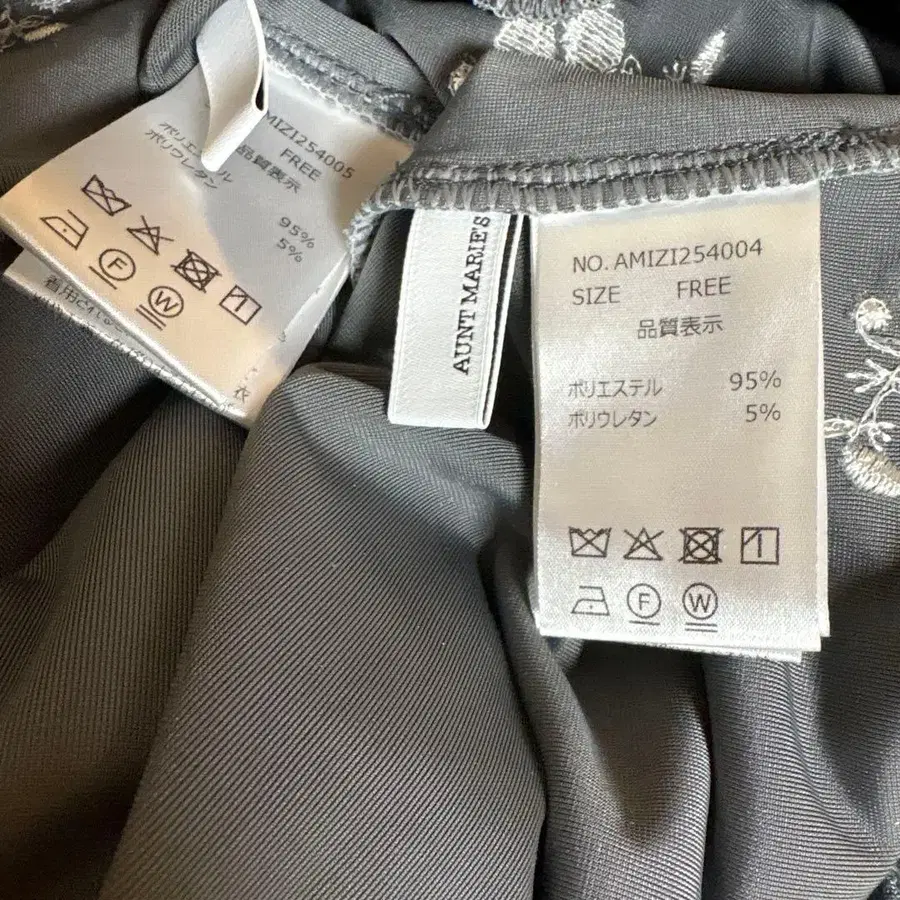 MIZI254005
FREE
品質表示
ポリエステル 95%
ポリウレタン 5%
F
W
AUNT MARIE'S
NO. AMIZI254004
SIZE FREE
品質表示
ポリエステル 95%
ポリウレタン 5%
F
W